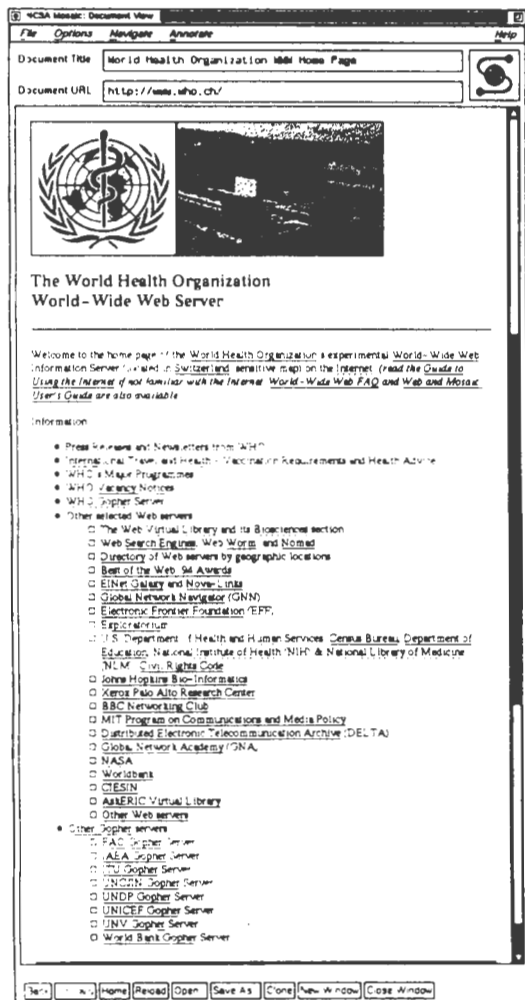 NCSA Mosaic: Document View
File Options Navigate Annotate Help
Document Title World Health Organization WWW Home Page
Document URL http://www.who.ch/
The World Health Organization
World-Wide Web Server
Welcome to the home page of the World Health Organization's experimental World-Wide Web
Information Server located in Switzerland sensitive map) on the Internet (read the Guide to
Using the Internet if not familiar with the Internet World-Wide Web FAQ and Web and Mosaic
User's Guide are also available
Information
Press Releases and Newsletters from WHO
International Travel and Health - Vaccination Requirements and Health Advice
WHO's Major Programmes
WHO Vacancy Notices
WHO Gopher Server
Other selected Web servers
The Web Virtual Library and its Biosciences section
Web Search Engines, Web Worm and Nomad
Directory of Web servers by geographic locations
Best of the Web '94 Awards
EINet Galaxy and Nova-Links
Global Network Navigator (GNN)
Electronic Frontier Foundation (EFF)
Exploratorium
U.S. Department of Health and Human Services Census Bureau, Department of
Education, National Institute of Health (NIH) & National Library of Medicine
(NLM) Civil Rights Code
Johns Hopkins Bio-Informatics
Xerox Palo Alto Research Center
BBC Networking Club
MIT Program on Communications and Media Policy
Distributed Electronic Telecommunication Archive (DELTA)
Global Network Academy (GNA)
NASA
Worldbank
CIESIN
AskERIC Virtual Library
Other Web servers
Other Gopher servers
FAO Gopher Server
IAEA Gopher Server
ITU Gopher Server
Gopher Server
UNDP Gopher Server
UNICEF Gopher Server
UNV Gopher Server
World Bank Gopher Server
Back Home Reload Open Save As Clone New Window Close Window